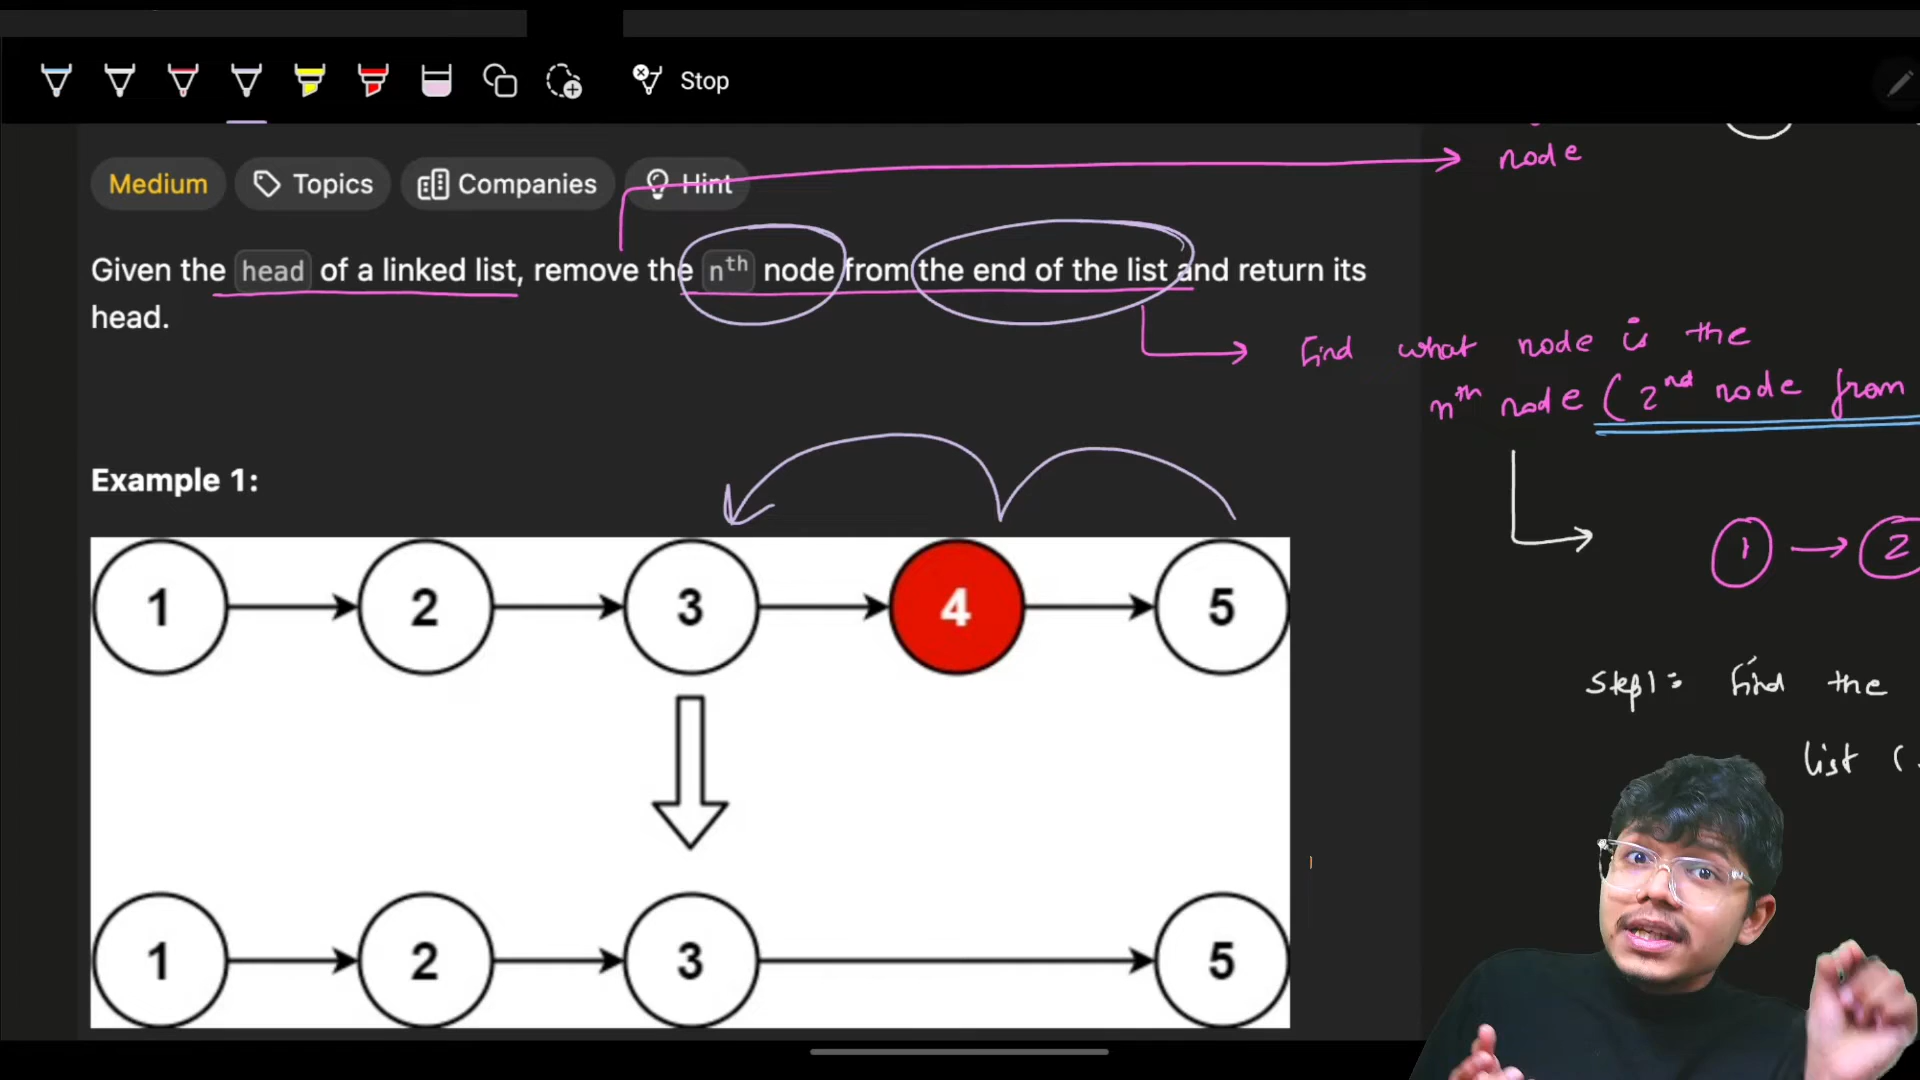 Stop
Medium Topics Companies Hint
node
Given the head of a linked list, remove the nth node from the end of the list and return its
head.
Find what node is the
nth node (2nd node from
Example 1:
1 2 3 4 5
1 2
Step1: Find the
list (
1 2 3 5